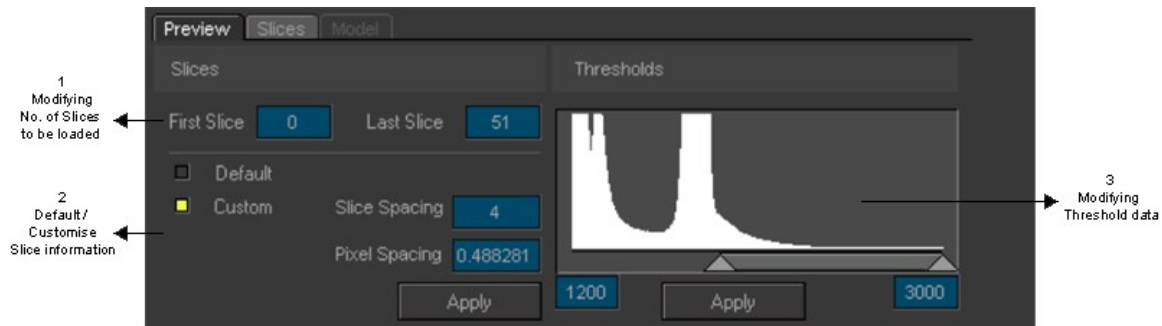 Preview Slices Model
Slices
Thresholds
1
Modifying
No. of Slices
to be loaded
First Slice 0 Last Slice 51
Default
Custom
Slice Spacing 4
Pixel Spacing 0.488281
Apply
2
Default/
Customise
Slice information
3
Modifying
Threshold data
1200 Apply 3000